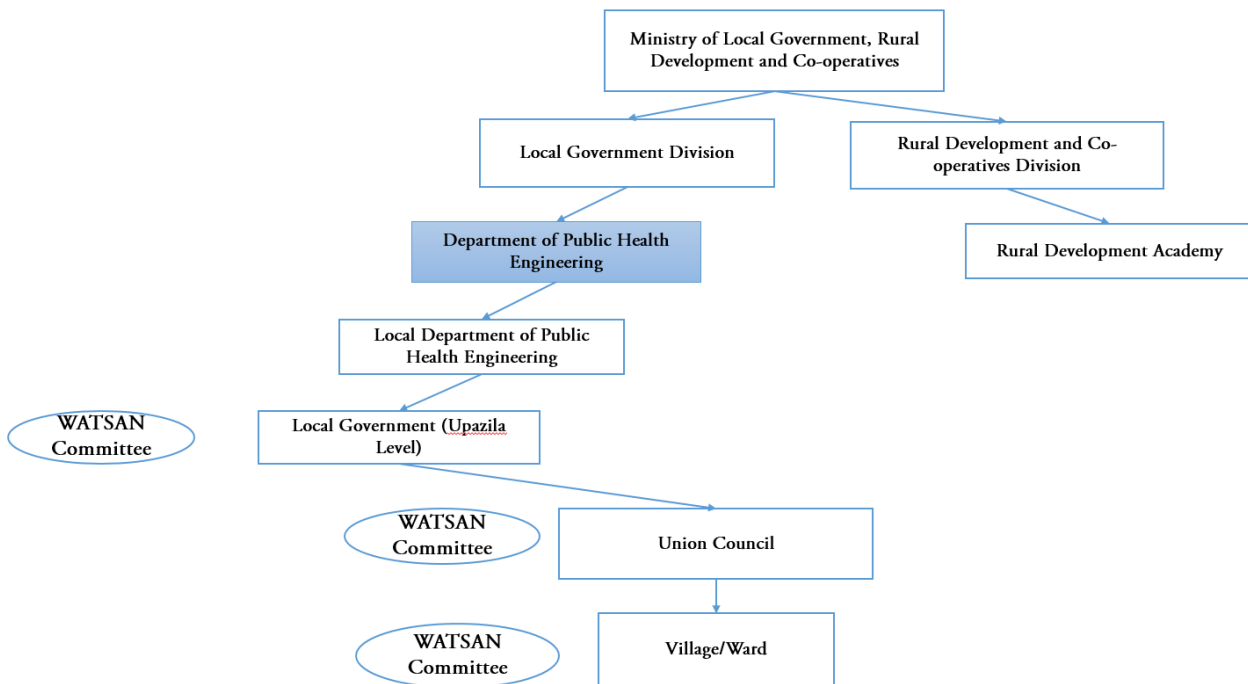 Ministry of Local Government, Rural
Development and Co-operatives
Local Government Division
Rural Development and Co-
operatives Division
Department of Public Health
Engineering
Rural Development Academy
Local Department of Public
Health Engineering
WATSAN
Committee
Local Government (Upazila
Level)
WATSAN
Committee
Union Council
WATSAN
Committee
Village/Ward